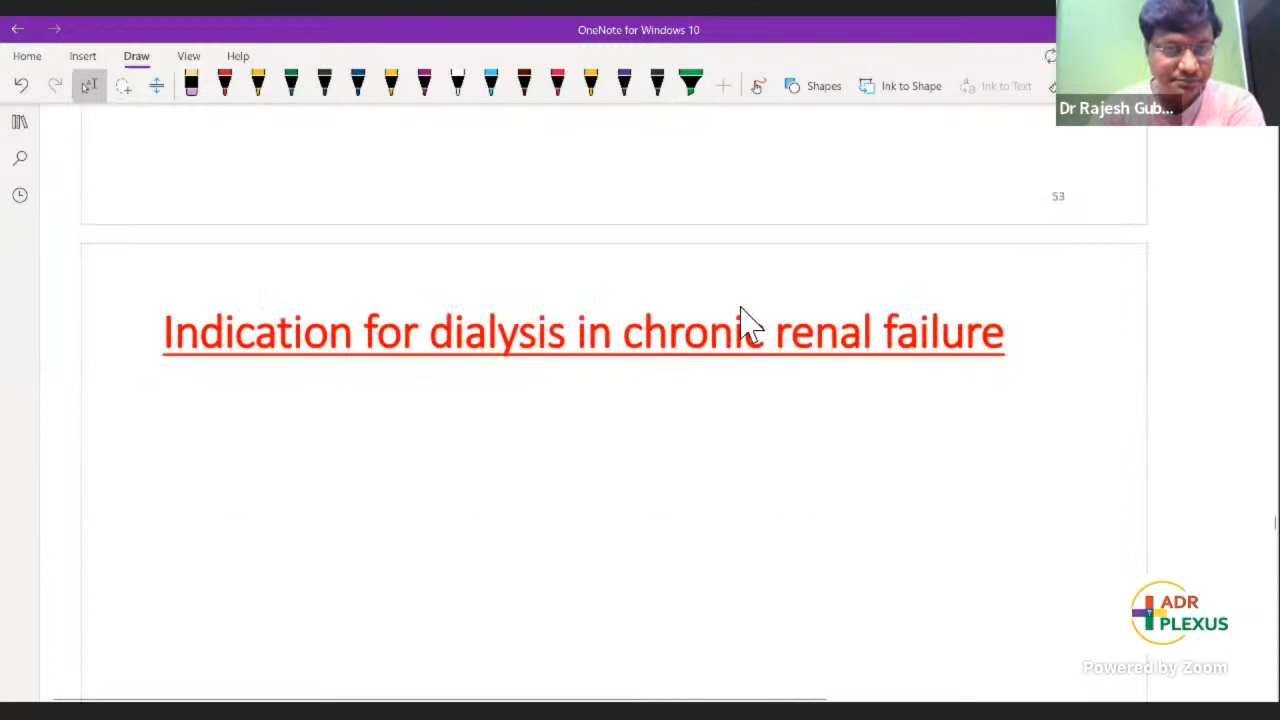 OneNote for Windows 10
Home Insert Draw View Help
Shapes Ink to Shape Ink to Text
Dr Rajesh Gub...
53
Indication for dialysis in chronic renal failure
ADR
PLEXUS
Powered by Zoom